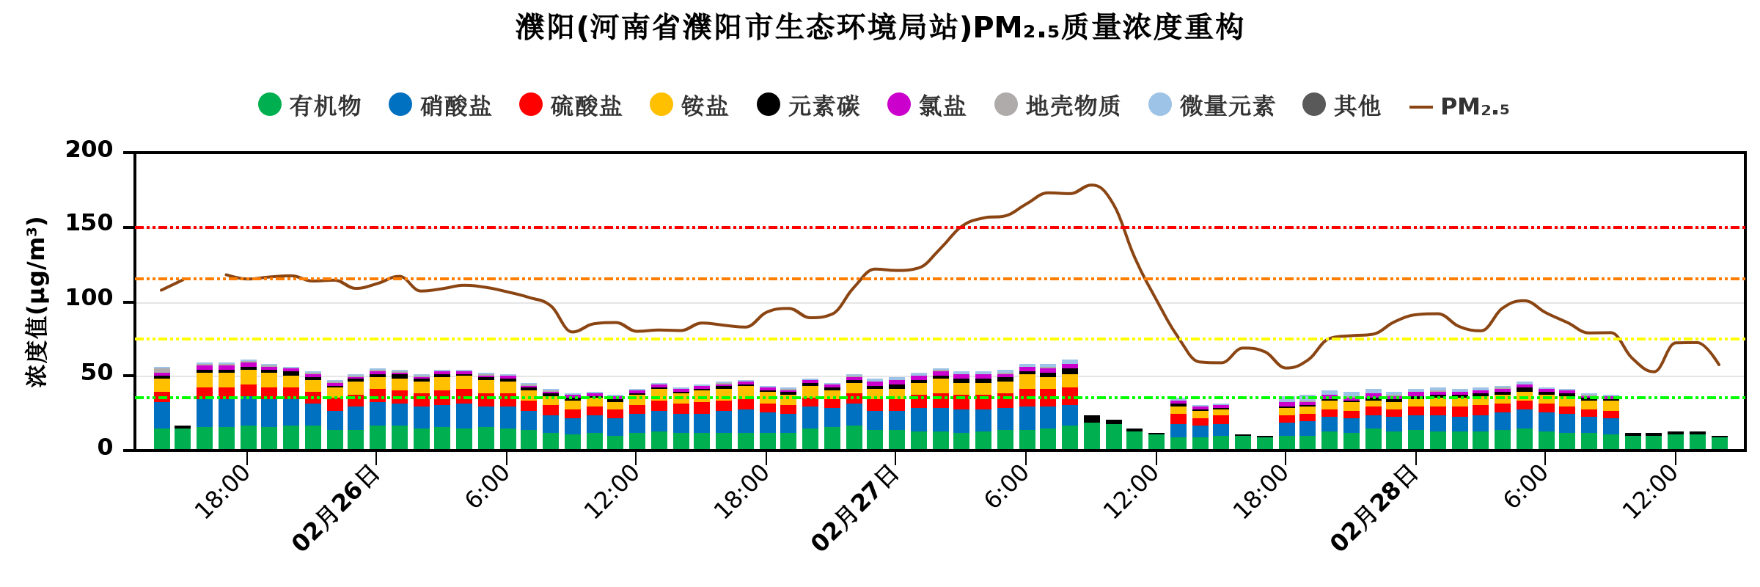 濮阳(河南省濮阳市生态环境局站)PM₂.₅质量浓度重构
有机物 硝酸盐 硫酸盐 铵盐 元素碳 氯盐 地壳物质 微量元素 其他 PM₂.₅
浓度值(μg/m³)
200
150
100
50
0
18:00 02月26日 6:00 12:00 18:00 02月27日 6:00 12:00 18:00 02月28日 6:00 12:00